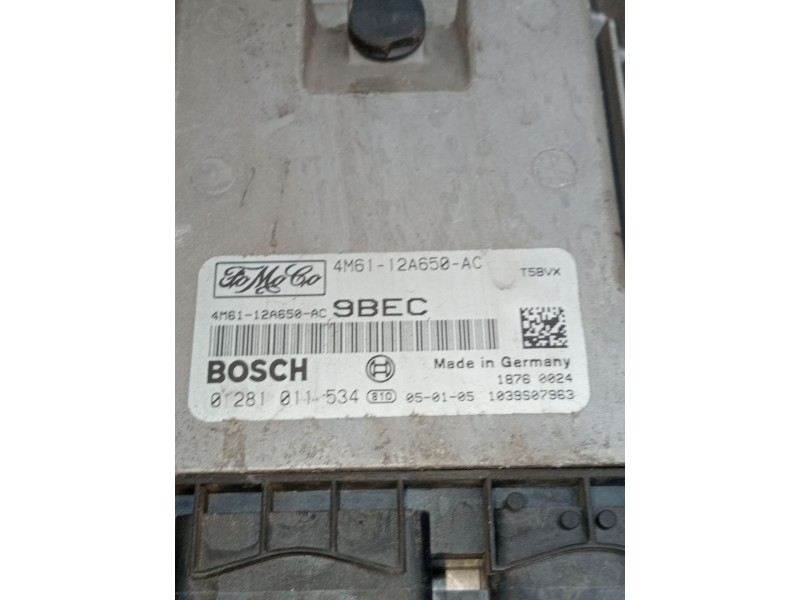 FoMoCo 4M61-12A650-AC T5BVX
4M61-12A650-AC 9BEC
BOSCH Made in Germany
1876 0024
0 281 011 534 810 05-01-05 1039S07963